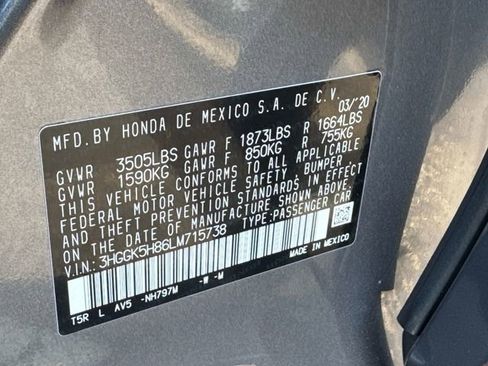 MFD.BY HONDA DE MEXICO S.A. DE C.V. 03/'20
GVWR 3505LBS GAWR F 1873LBS R 1664LBS
GVWR 1590KG GAWR F 850KG R 755KG
THIS VEHICLE CONFORMS TO ALL APPLICABLE
FEDERAL MOTOR VEHICLE SAFETY, BUMPER,
AND THEFT PREVENTION STANDARDS IN EFFECT
ON THE DATE OF MANUFACTURE SHOWN ABOVE.
V.I.N.: 3HGGK5H86LM715738 TYPE:PASSENGER CAR
T5R L AV5 -NH797M -W -M MADE IN MEXICO